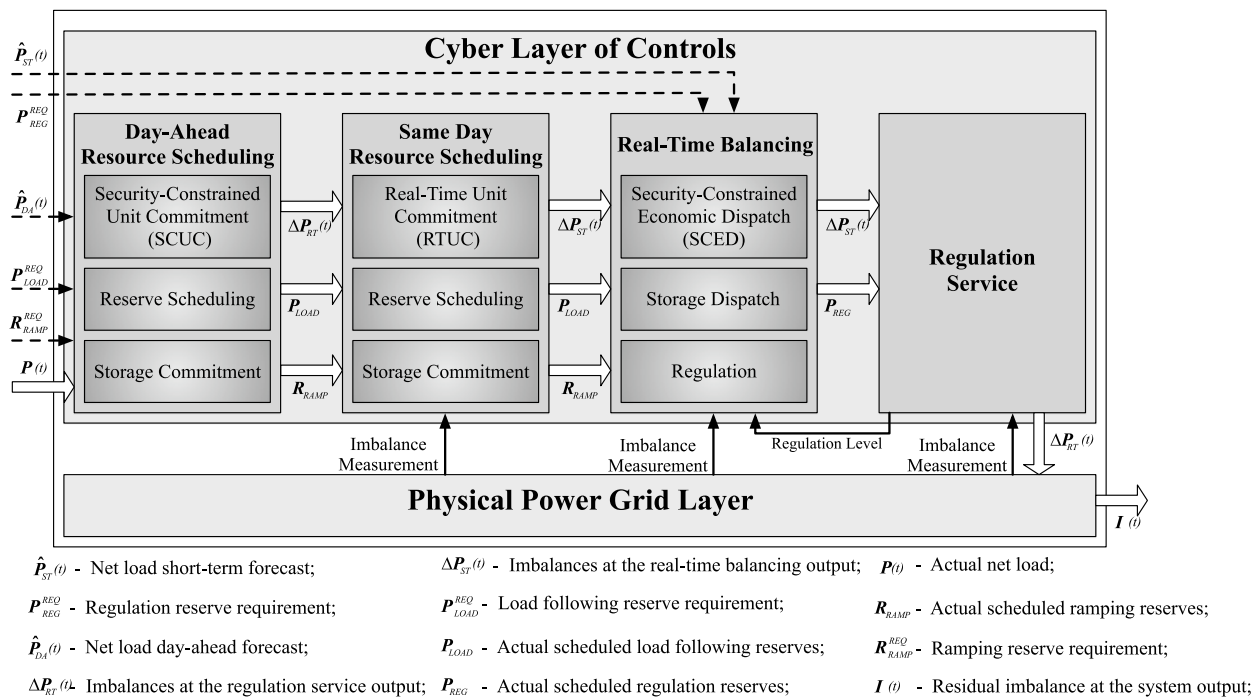 Cyber Layer of Controls
P̂_ST(t)
P_REG^REQ
P̂_DA(t)
P_LOAD^REQ
R_RAMP^REQ
P(t)
Day-Ahead
Resource Scheduling
Security-Constrained
Unit Commitment
(SCUC)
Reserve Scheduling
Storage Commitment
ΔP_RT(t)
P_LOAD
R_RAMP
Same Day
Resource Scheduling
Real-Time Unit
Commitment
(RTUC)
Reserve Scheduling
Storage Commitment
ΔP_ST(t)
P_LOAD
R_RAMP
Real-Time Balancing
Security-Constrained
Economic Dispatch
(SCED)
Storage Dispatch
Regulation
ΔP_ST(t)
P_REG
Regulation
Service
Imbalance
Measurement
Imbalance
Measurement
Regulation Level
Imbalance
Measurement
ΔP_RT(t)
Physical Power Grid Layer
I(t)
P̂_ST(t) - Net load short-term forecast;
P_REG^REQ - Regulation reserve requirement;
P̂_DA(t) - Net load day-ahead forecast;
ΔP_RT(t) - Imbalances at the regulation service output;
ΔP_ST(t) - Imbalances at the real-time balancing output;
P_LOAD^REQ - Load following reserve requirement;
P_LOAD - Actual scheduled load following reserves;
P_REG - Actual scheduled regulation reserves;
P(t) - Actual net load;
R_RAMP - Actual scheduled ramping reserves;
R_RAMP^REQ - Ramping reserve requirement;
I(t) - Residual imbalance at the system output;